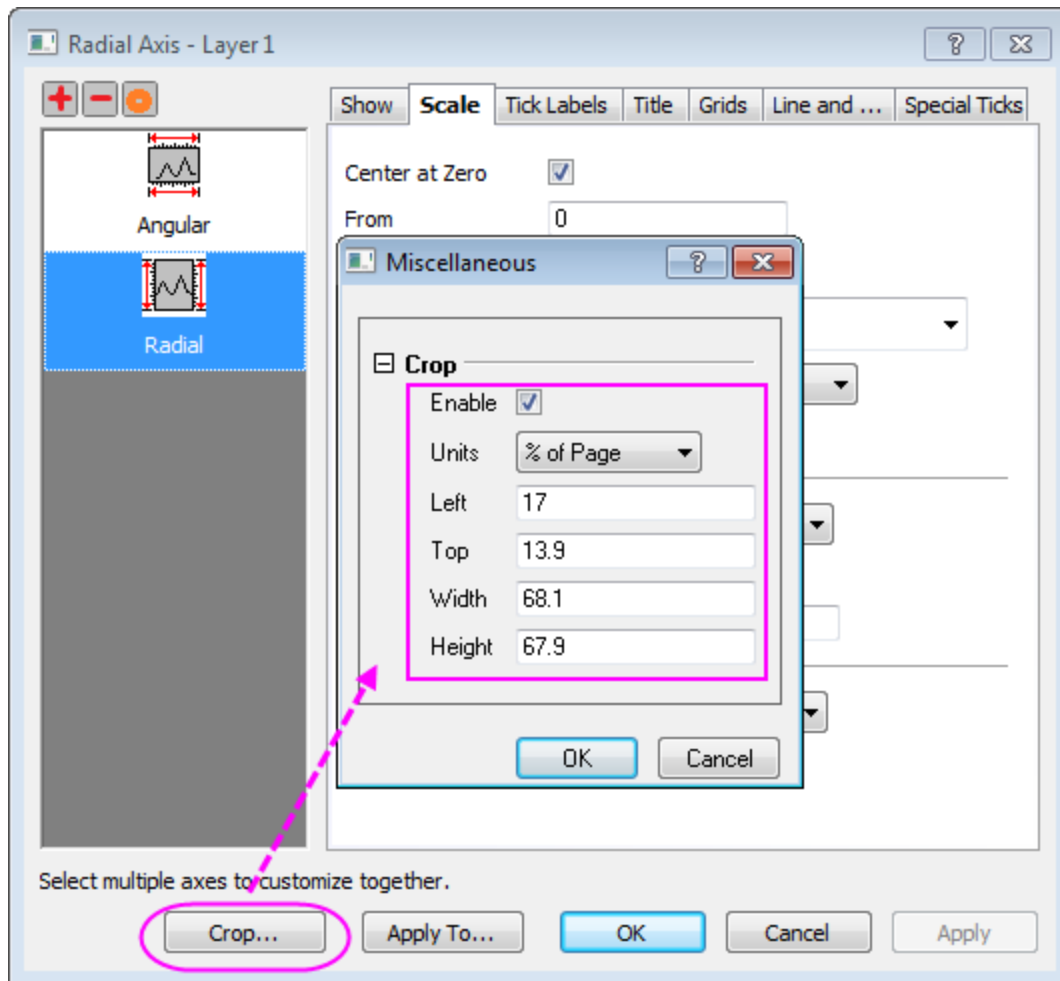 Radial Axis - Layer 1
Show Scale Tick Labels Title Grids Line and ... Special Ticks
Center at Zero
Angular
From 0
Miscellaneous
Radial
Crop
Enable
Units % of Page
Left 17
Top 13.9
Width 68.1
Height 67.9
OK Cancel
Select multiple axes to customize together.
Crop... Apply To... OK Cancel Apply